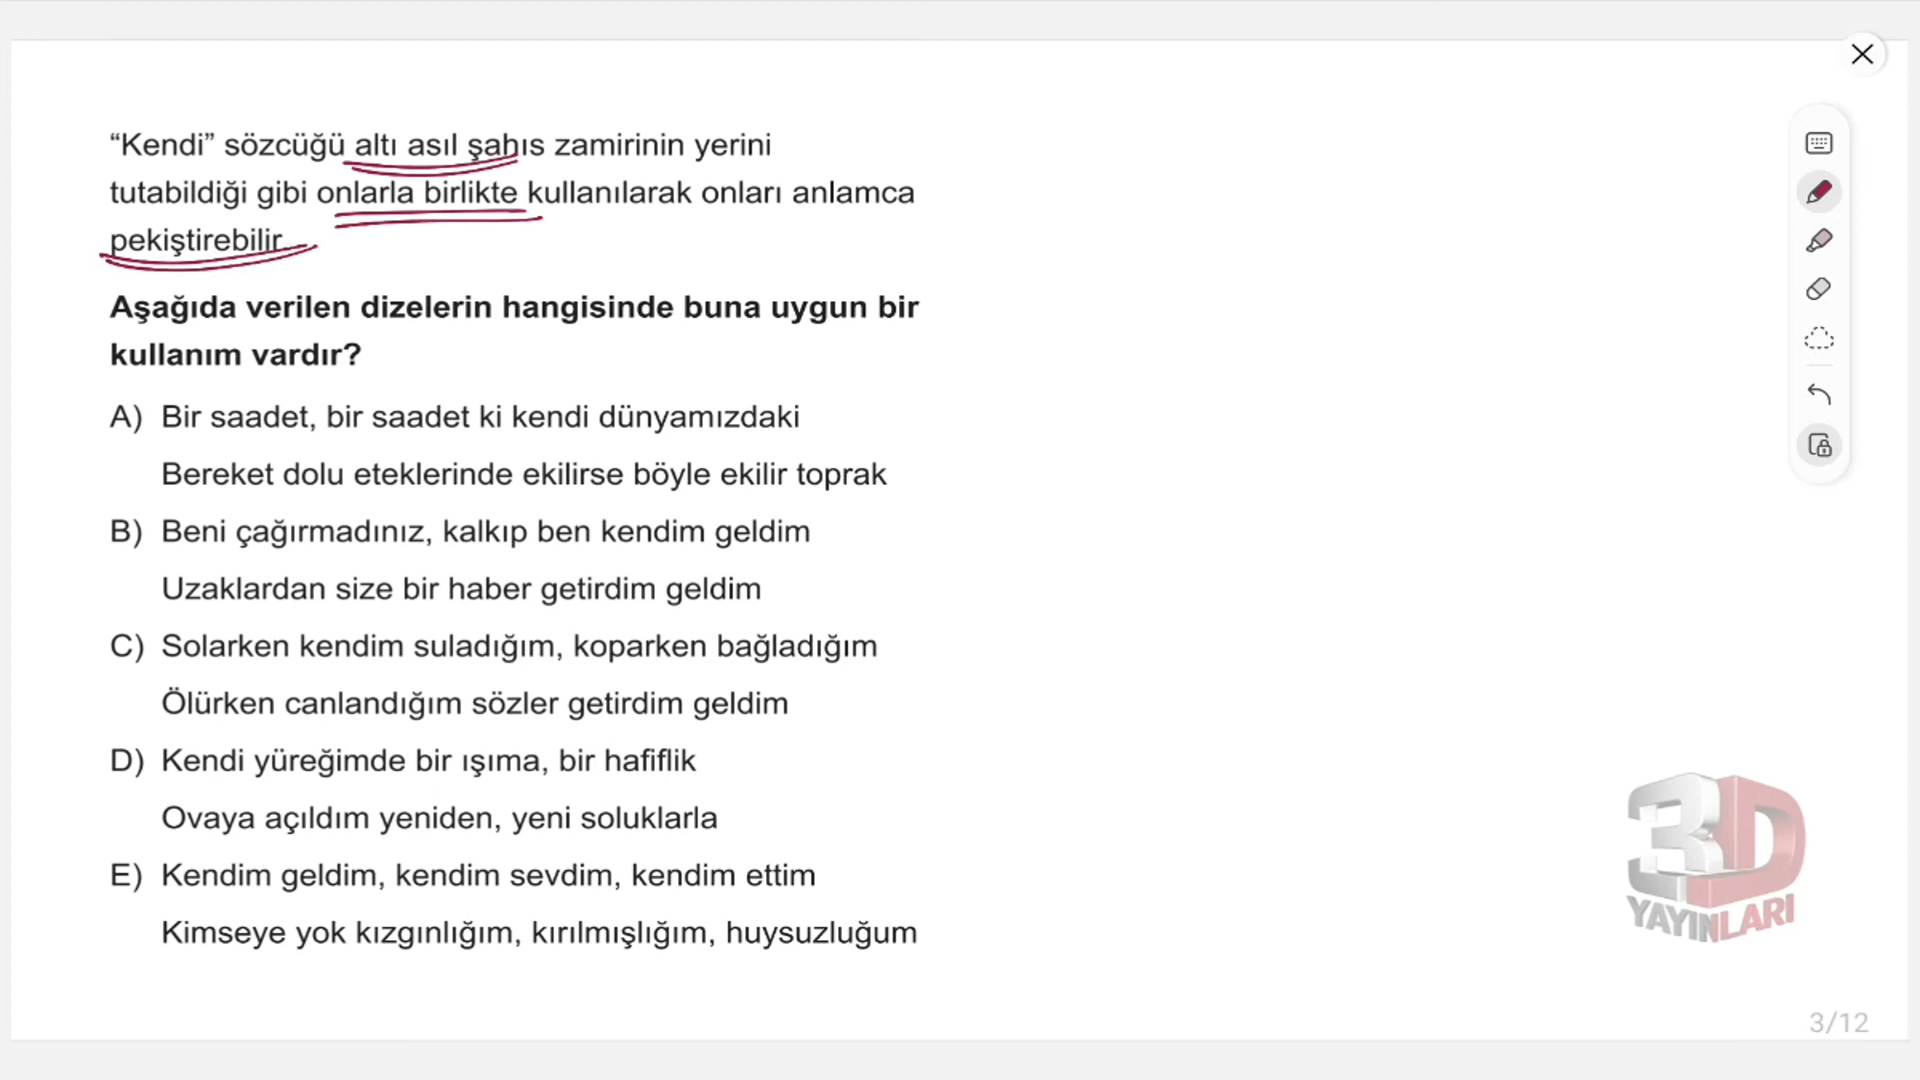 “Kendi” sözcüğü altı asıl şahıs zamirinin yerini
tutabildiği gibi onlarla birlikte kullanılarak onları anlamca
pekiştirebilir.
Aşağıda verilen dizelerin hangisinde buna uygun bir
kullanım vardır?
A) Bir saadet, bir saadet ki kendi dünyamızdaki
Bereket dolu eteklerinde ekilirse böyle ekilir toprak
B) Beni çağırmadınız, kalkıp ben kendim geldim
Uzaklardan size bir haber getirdim geldim
C) Solarken kendim suladığım, koparken bağladığım
Ölürken canlandığım sözler getirdim geldim
D) Kendi yüreğimde bir ışıma, bir hafiflik
Ovaya açıldım yeniden, yeni soluklarla
E) Kendim geldim, kendim sevdim, kendim ettim
Kimseye yok kızgınlığım, kırılmışlığım, huysuzluğum
3D
YAYINLARI
3/12